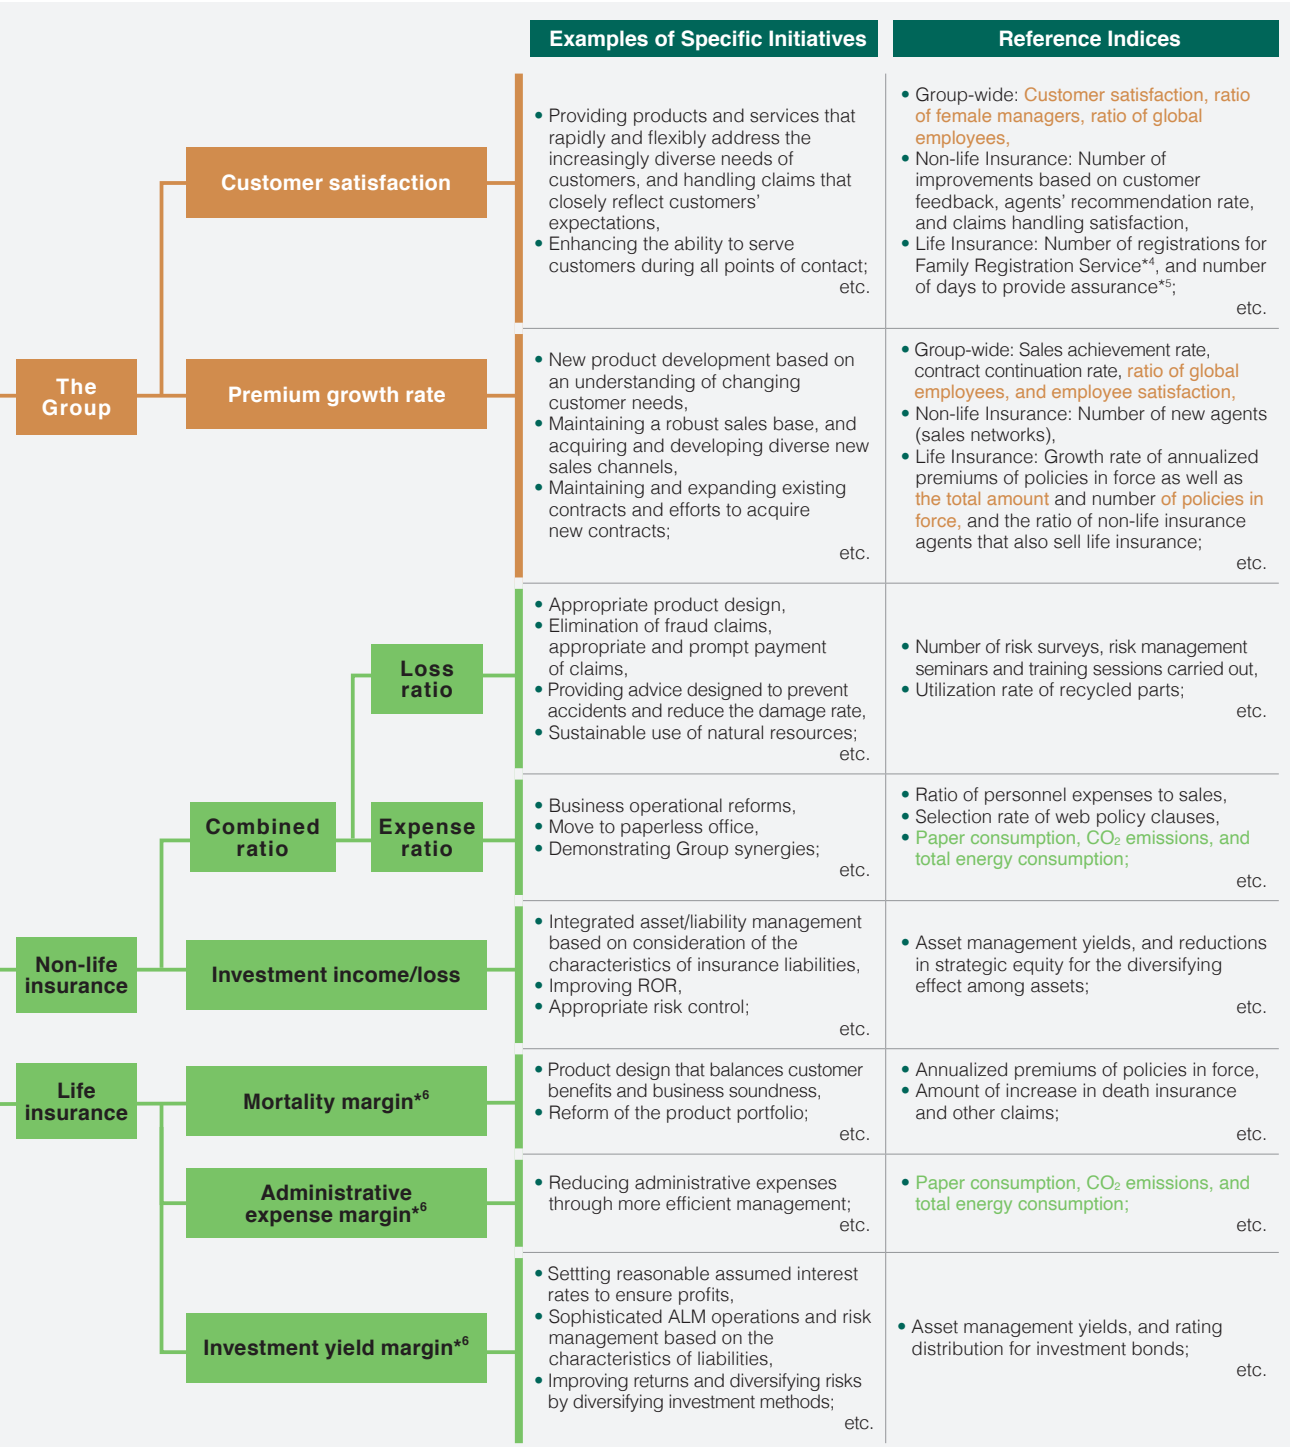 Examples of Specific Initiatives
Reference Indices
Customer satisfaction
• Providing products and services that
rapidly and flexibly address the
increasingly diverse needs of
customers, and handling claims that
closely reflect customers'
expectations,
• Enhancing the ability to serve
customers during all points of contact;
etc.
• Group-wide: Customer satisfaction, ratio
of female managers, ratio of global
employees,
• Non-life Insurance: Number of
improvements based on customer
feedback, agents' recommendation rate,
and claims handling satisfaction,
• Life Insurance: Number of registrations for
Family Registration Service*4, and number
of days to provide assurance*5;
etc.
The
Group
Premium growth rate
• New product development based on
an understanding of changing
customer needs,
• Maintaining a robust sales base, and
acquiring and developing diverse new
sales channels,
• Maintaining and expanding existing
contracts and efforts to acquire
new contracts;
etc.
• Group-wide: Sales achievement rate,
contract continuation rate, ratio of global
employees, and employee satisfaction,
• Non-life Insurance: Number of new agents
(sales networks),
• Life Insurance: Growth rate of annualized
premiums of policies in force as well as
the total amount and number of policies in
force, and the ratio of non-life insurance
agents that also sell life insurance;
etc.
Loss
ratio
• Appropriate product design,
• Elimination of fraud claims,
appropriate and prompt payment
of claims,
• Providing advice designed to prevent
accidents and reduce the damage rate,
• Sustainable use of natural resources;
etc.
• Number of risk surveys, risk management
seminars and training sessions carried out,
• Utilization rate of recycled parts;
etc.
Combined
ratio
Expense
ratio
• Business operational reforms,
• Move to paperless office,
• Demonstrating Group synergies;
etc.
• Ratio of personnel expenses to sales,
• Selection rate of web policy clauses,
• Paper consumption, CO2 emissions, and
total energy consumption;
etc.
Non-life
insurance
Investment income/loss
• Integrated asset/liability management
based on consideration of the
characteristics of insurance liabilities,
• Improving ROR,
• Appropriate risk control;
etc.
• Asset management yields, and reductions
in strategic equity for the diversifying
effect among assets;
etc.
Life
insurance
Mortality margin*6
• Product design that balances customer
benefits and business soundness,
• Reform of the product portfolio;
etc.
• Annualized premiums of policies in force,
• Amount of increase in death insurance
and other claims;
etc.
Administrative
expense margin*6
• Reducing administrative expenses
through more efficient management;
etc.
• Paper consumption, CO2 emissions, and
total energy consumption;
etc.
Investment yield margin*6
• Settting reasonable assumed interest
rates to ensure profits,
• Sophisticated ALM operations and risk
management based on the
characteristics of liabilities,
• Improving returns and diversifying risks
by diversifying investment methods;
etc.
• Asset management yields, and rating
distribution for investment bonds;
etc.